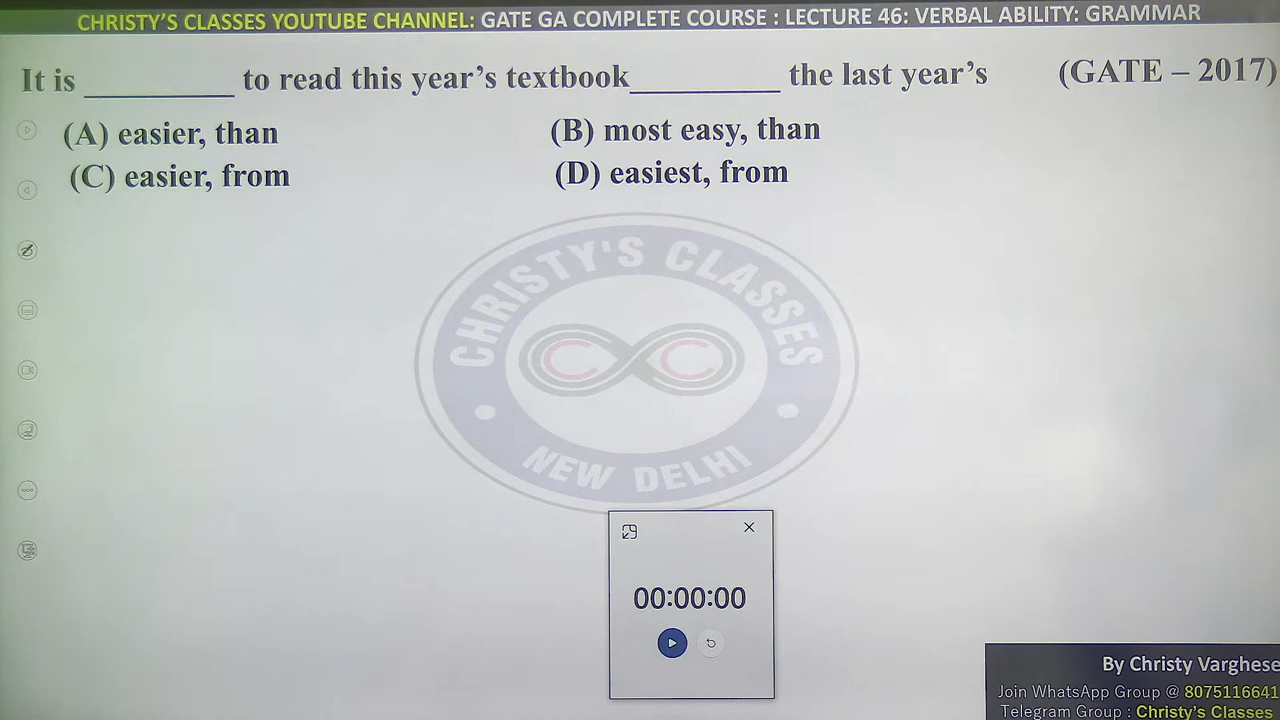 CHRISTY'S CLASSES YOUTUBE CHANNEL: GATE GA COMPLETE COURSE : LECTURE 46: VERBAL ABILITY: GRAMMAR
It is __________ to read this year's textbook__________ the last year's (GATE – 2017)
(A) easier, than (B) most easy, than
(C) easier, from (D) easiest, from
CHRISTY'S CLASSES
CC
NEW DELHI
00:00:00
By Christy Varghese
Join WhatsApp Group @ 8075116641
Telegram Group : Christy's Classes